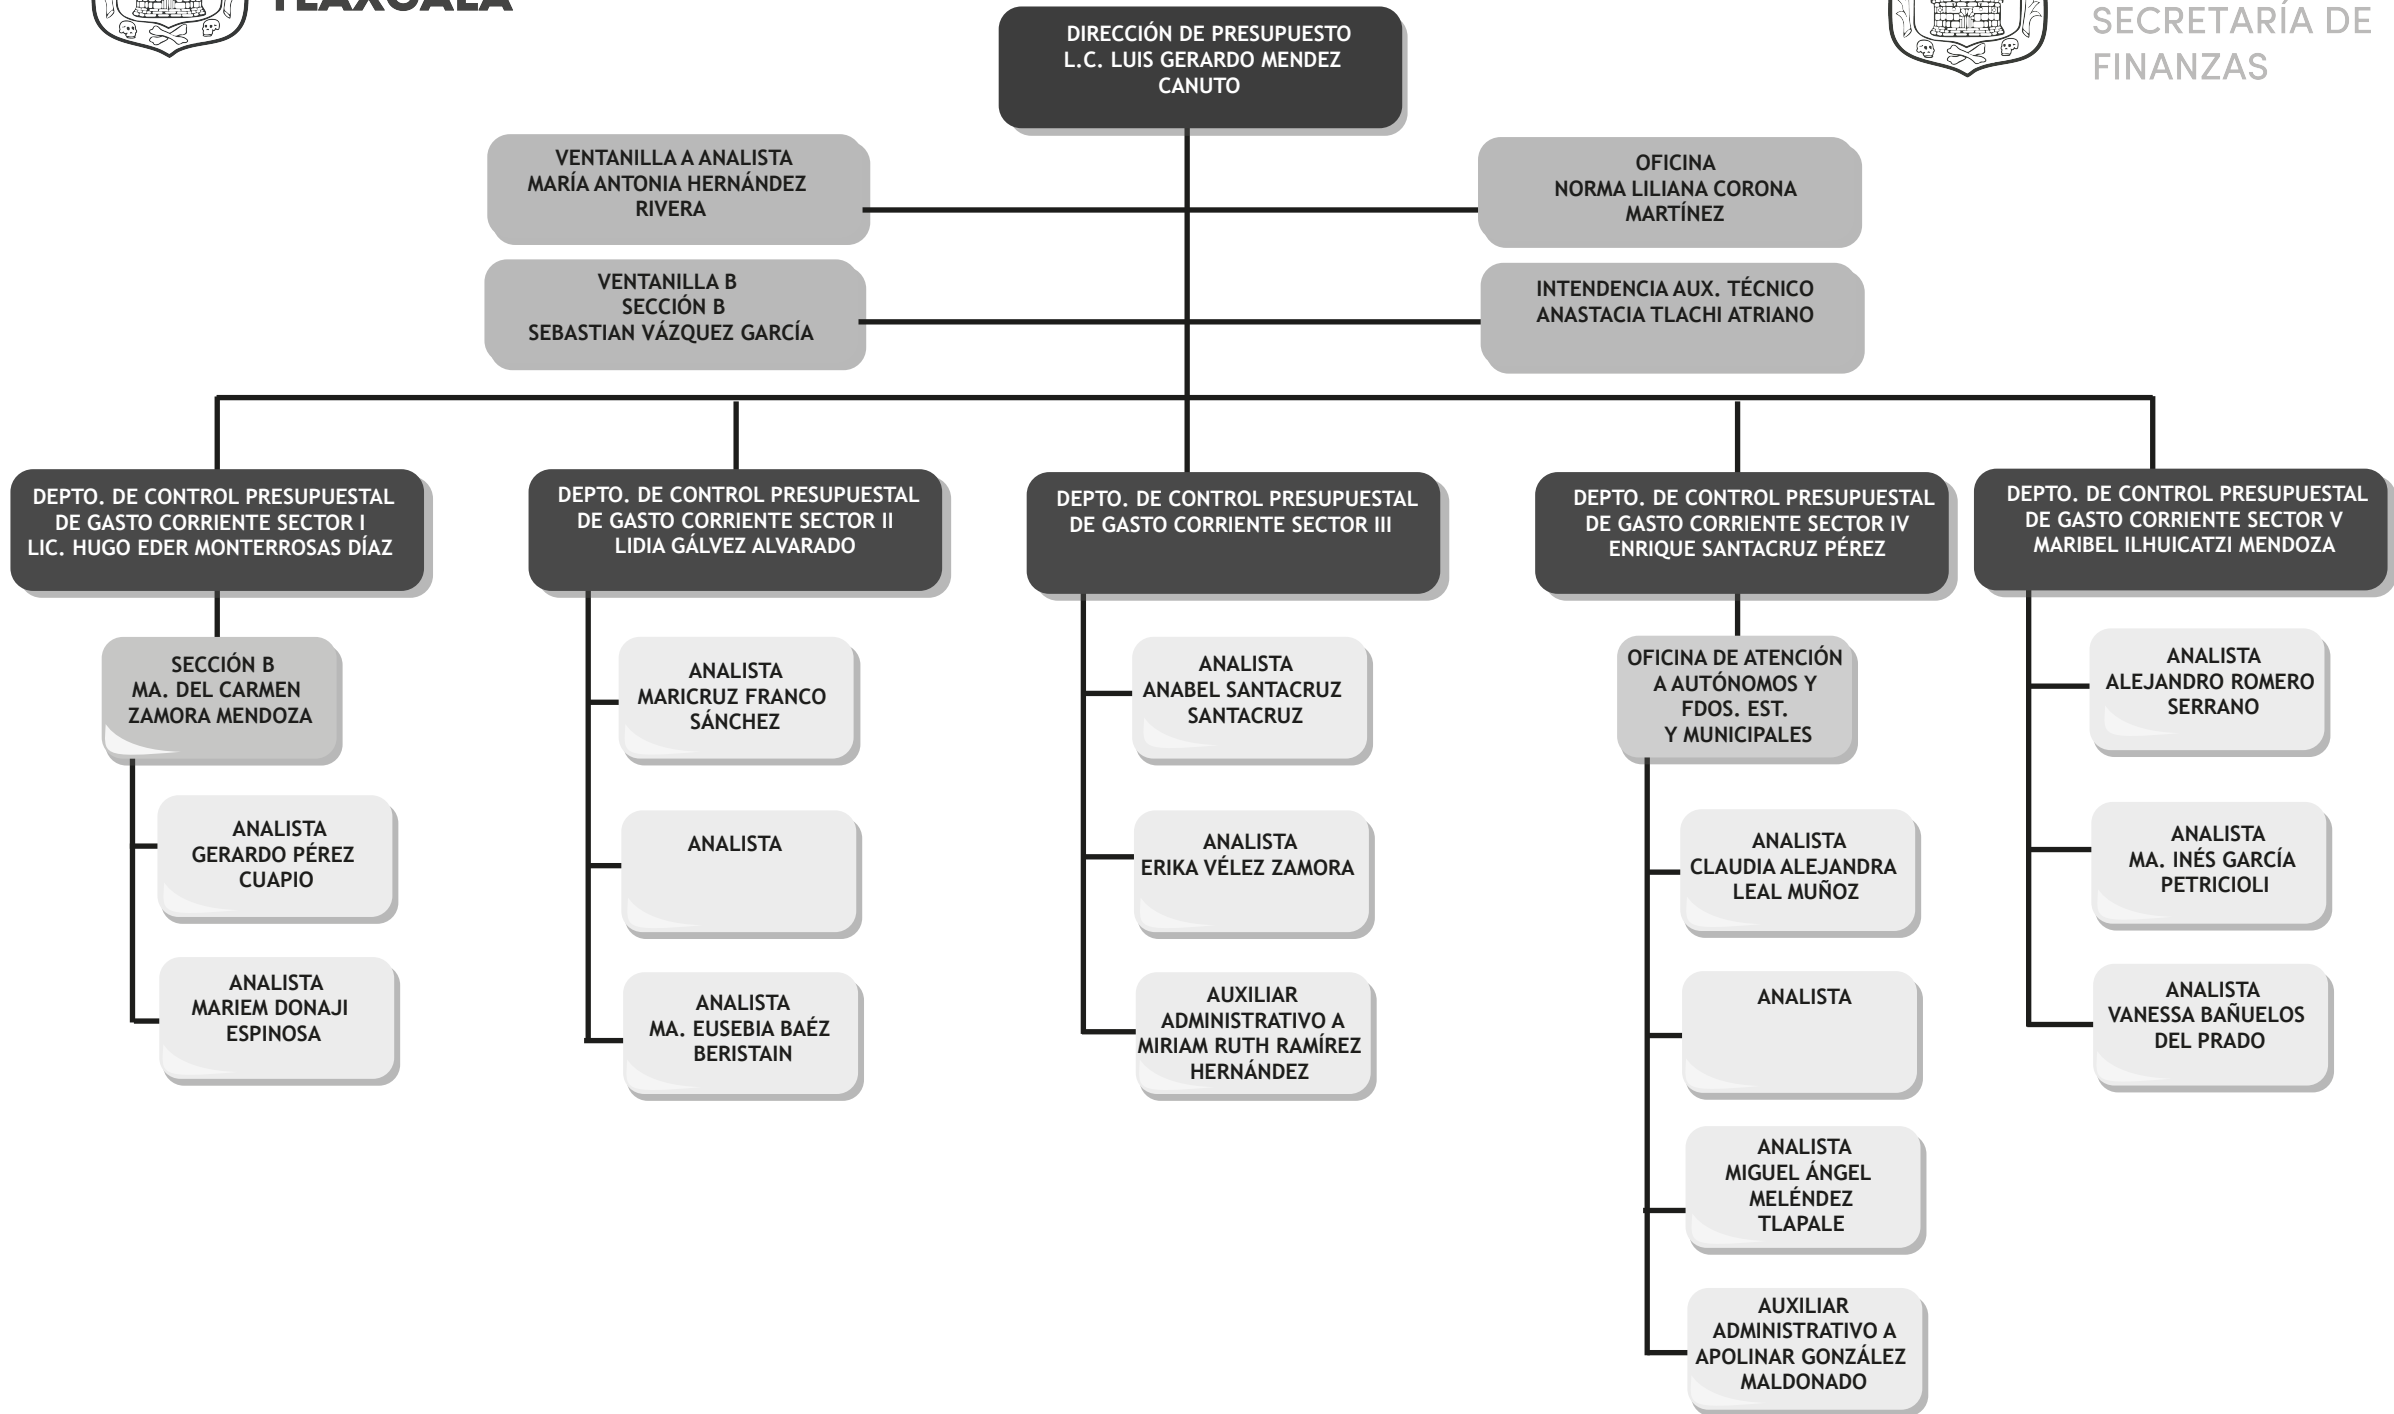 TLAXCALA
SECRETARÍA DE
FINANZAS
DIRECCIÓN DE PRESUPUESTO
L.C. LUIS GERARDO MENDEZ
CANUTO
VENTANILLA A ANALISTA
MARÍA ANTONIA HERNÁNDEZ
RIVERA
OFICINA
NORMA LILIANA CORONA
MARTÍNEZ
VENTANILLA B
SECCIÓN B
SEBASTIAN VÁZQUEZ GARCÍA
INTENDENCIA AUX. TÉCNICO
ANASTACIA TLACHI ATRIANO
DEPTO. DE CONTROL PRESUPUESTAL
DE GASTO CORRIENTE SECTOR I
LIC. HUGO EDER MONTERROSAS DÍAZ
DEPTO. DE CONTROL PRESUPUESTAL
DE GASTO CORRIENTE SECTOR II
LIDIA GÁLVEZ ALVARADO
DEPTO. DE CONTROL PRESUPUESTAL
DE GASTO CORRIENTE SECTOR III
DEPTO. DE CONTROL PRESUPUESTAL
DE GASTO CORRIENTE SECTOR IV
ENRIQUE SANTACRUZ PÉREZ
DEPTO. DE CONTROL PRESUPUESTAL
DE GASTO CORRIENTE SECTOR V
MARIBEL ILHUICATZI MENDOZA
SECCIÓN B
MA. DEL CARMEN
ZAMORA MENDOZA
ANALISTA
GERARDO PÉREZ
CUAPIO
ANALISTA
MARIEM DONAJI
ESPINOSA
ANALISTA
MARICRUZ FRANCO
SÁNCHEZ
ANALISTA
ANALISTA
MA. EUSEBIA BAÉZ
BERISTAIN
ANALISTA
ANABEL SANTACRUZ
SANTACRUZ
ANALISTA
ERIKA VÉLEZ ZAMORA
AUXILIAR
ADMINISTRATIVO A
MIRIAM RUTH RAMÍREZ
HERNÁNDEZ
OFICINA DE ATENCIÓN
A AUTÓNOMOS Y
FDOS. EST.
Y MUNICIPALES
ANALISTA
CLAUDIA ALEJANDRA
LEAL MUÑOZ
ANALISTA
ANALISTA
MIGUEL ÁNGEL
MELÉNDEZ
TLAPALE
AUXILIAR
ADMINISTRATIVO A
APOLINAR GONZÁLEZ
MALDONADO
ANALISTA
ALEJANDRO ROMERO
SERRANO
ANALISTA
MA. INÉS GARCÍA
PETRICIOLI
ANALISTA
VANESSA BAÑUELOS
DEL PRADO